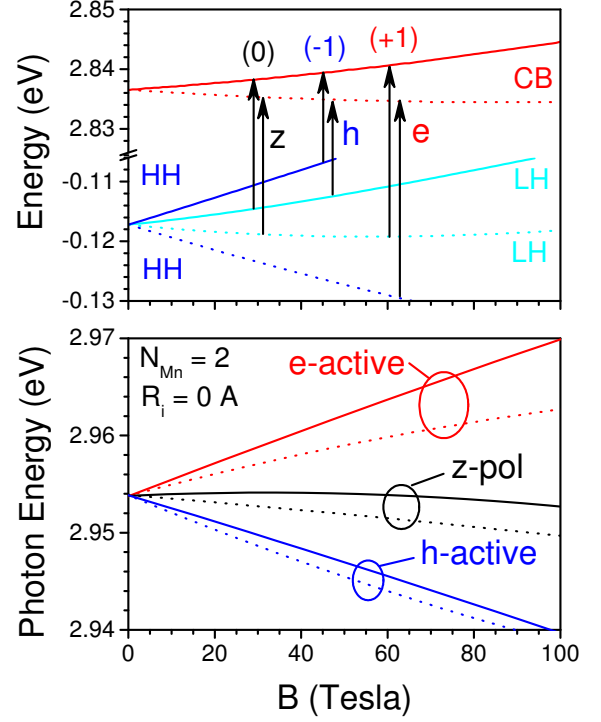 2.85
2.84
2.83
-0.11
-0.12
-0.13
Energy (eV)
(0)
(-1)
(+1)
CB
z
h
e
HH
LH
HH
LH
2.97
2.96
2.95
2.94
Photon Energy (eV)
N_Mn = 2
R_i = 0 A
e-active
z-pol
h-active
0 20 40 60 80 100
B (Tesla)